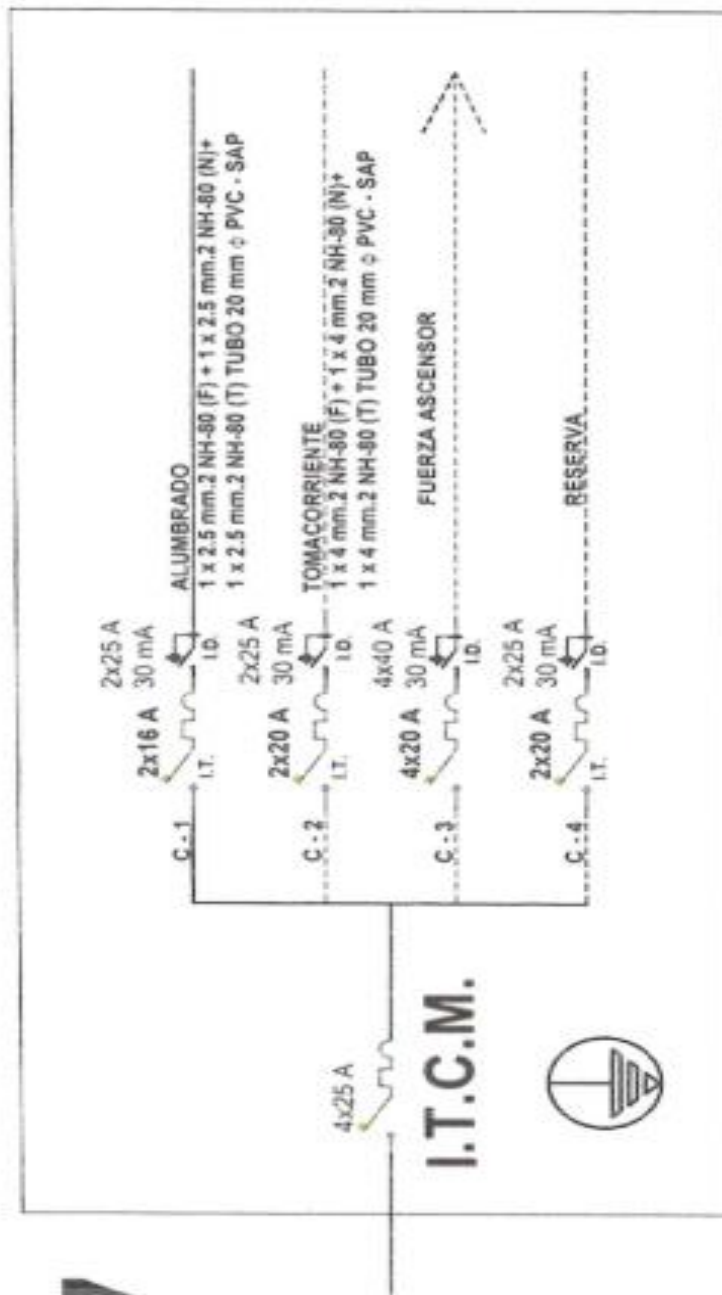 4x25 A
I.T.C.M.
C - 1
2x16 A
I.T.
2x25 A
30 mA
I.D.
ALUMBRADO
1 x 2.5 mm.2 NH-80 (F) + 1 x 2.5 mm.2 NH-80 (N)+
1 x 2.5 mm.2 NH-80 (T) TUBO 20 mm ϕ PVC - SAP
C - 2
2x20 A
I.T.
2x25 A
30 mA
I.D.
TOMACORRIENTE
1 x 4 mm.2 NH-80 (F) + 1 x 4 mm.2 NH-80 (N)+
1 x 4 mm.2 NH-80 (T) TUBO 20 mm ϕ PVC - SAP
C - 3
4x20 A
4x40 A
30 mA
I.D.
FUERZA ASCENSOR
C - 4
2x20 A
I.T.
2x25 A
30 mA
I.D.
RESERVA